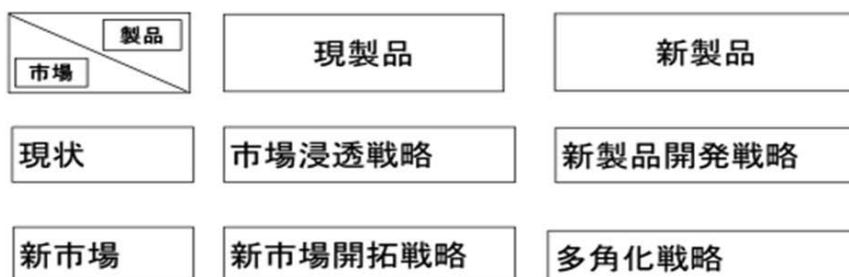 製品
市場
現製品
新製品
現状
市場浸透戦略
新製品開発戦略
新市場
新市場開拓戦略
多角化戦略